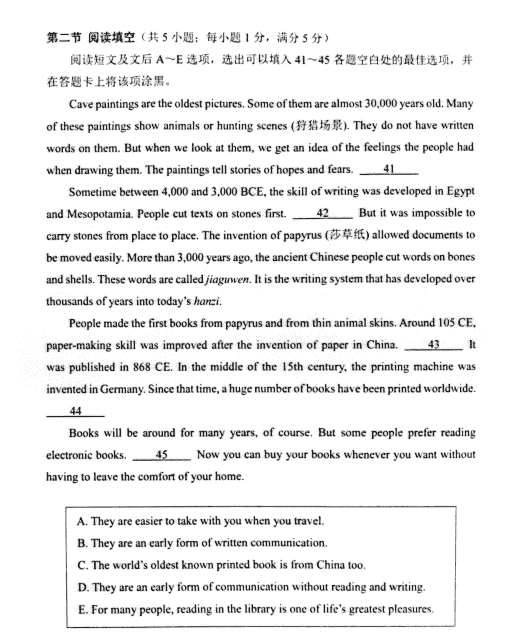 第二节 阅读填空（共 5 小题；每小题 1 分，满分 5 分）
阅读短文及文后 A～E 选项，选出可以填入 41～45 各题空白处的最佳选项，并
在答题卡上将该项涂黑。
Cave paintings are the oldest pictures. Some of them are almost 30,000 years old. Many
of these paintings show animals or hunting scenes (狩猎场景). They do not have written
words on them. But when we look at them, we get an idea of the feelings the people had
when drawing them. The paintings tell stories of hopes and fears. ___41___
Sometime between 4,000 and 3,000 BCE, the skill of writing was developed in Egypt
and Mesopotamia. People cut texts on stones first. ___42___ But it was impossible to
carry stones from place to place. The invention of papyrus (莎草纸) allowed documents to
be moved easily. More than 3,000 years ago, the ancient Chinese people cut words on bones
and shells. These words are called jiaguwen. It is the writing system that has developed over
thousands of years into today's hanzi.
People made the first books from papyrus and from thin animal skins. Around 105 CE,
paper-making skill was improved after the invention of paper in China. ___43___ It
was published in 868 CE. In the middle of the 15th century, the printing machine was
invented in Germany. Since that time, a huge number of books have been printed worldwide.
___44___
Books will be around for many years, of course. But some people prefer reading
electronic books. ___45___ Now you can buy your books whenever you want without
having to leave the comfort of your home.
A. They are easier to take with you when you travel.
B. They are an early form of written communication.
C. The world's oldest known printed book is from China too.
D. They are an early form of communication without reading and writing.
E. For many people, reading in the library is one of life's greatest pleasures.